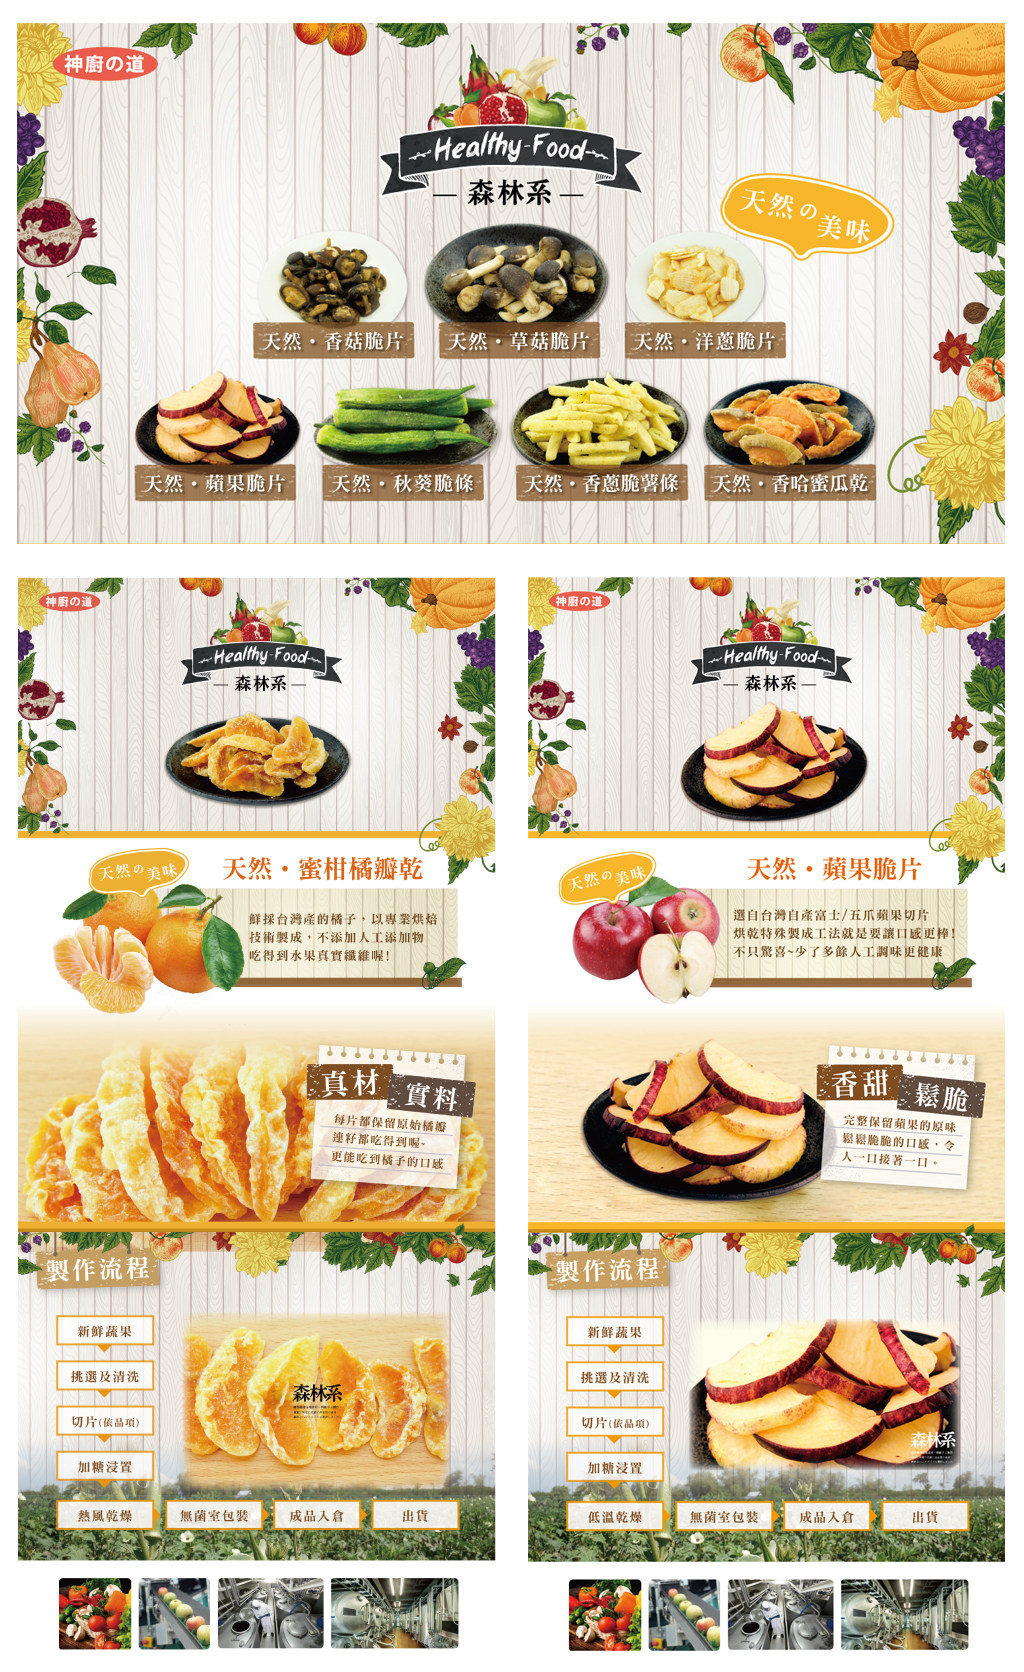 神廚の道
Healthy-Food
森林系
天然の美味
天然・香菇脆片
天然・草菇脆片
天然・洋蔥脆片
天然・蘋果脆片
天然・秋葵脆條
天然・香蔥脆薯條
天然・香哈蜜瓜乾
神廚の道
Healthy-Food
森林系
天然の美味
天然・蜜柑橘瓣乾
鮮採台灣產的橘子，以專業烘焙
技術製成，不添加人工添加物
吃得到水果真實纖維喔!
真材
實料
每片都保留原始橘瓣
連籽都吃得到喔~
更能吃到橘子的口感
製作流程
新鮮蔬果
挑選及清洗
切片(依品項)
加糖浸置
熱風乾燥
無菌室包裝
成品入倉
出貨
森林系
神廚の道
Healthy-Food
森林系
天然の美味
天然・蘋果脆片
選自台灣自產富士/五爪蘋果切片
烘乾特殊製成工法就是要讓口感更棒!
不只驚喜~少了多餘人工調味更健康
香甜
鬆脆
完整保留蘋果的原味
鬆鬆脆脆的口感，令
人一口接著一口。
製作流程
新鮮蔬果
挑選及清洗
切片(依品項)
加糖浸置
低溫乾燥
無菌室包裝
成品入倉
出貨
森林系